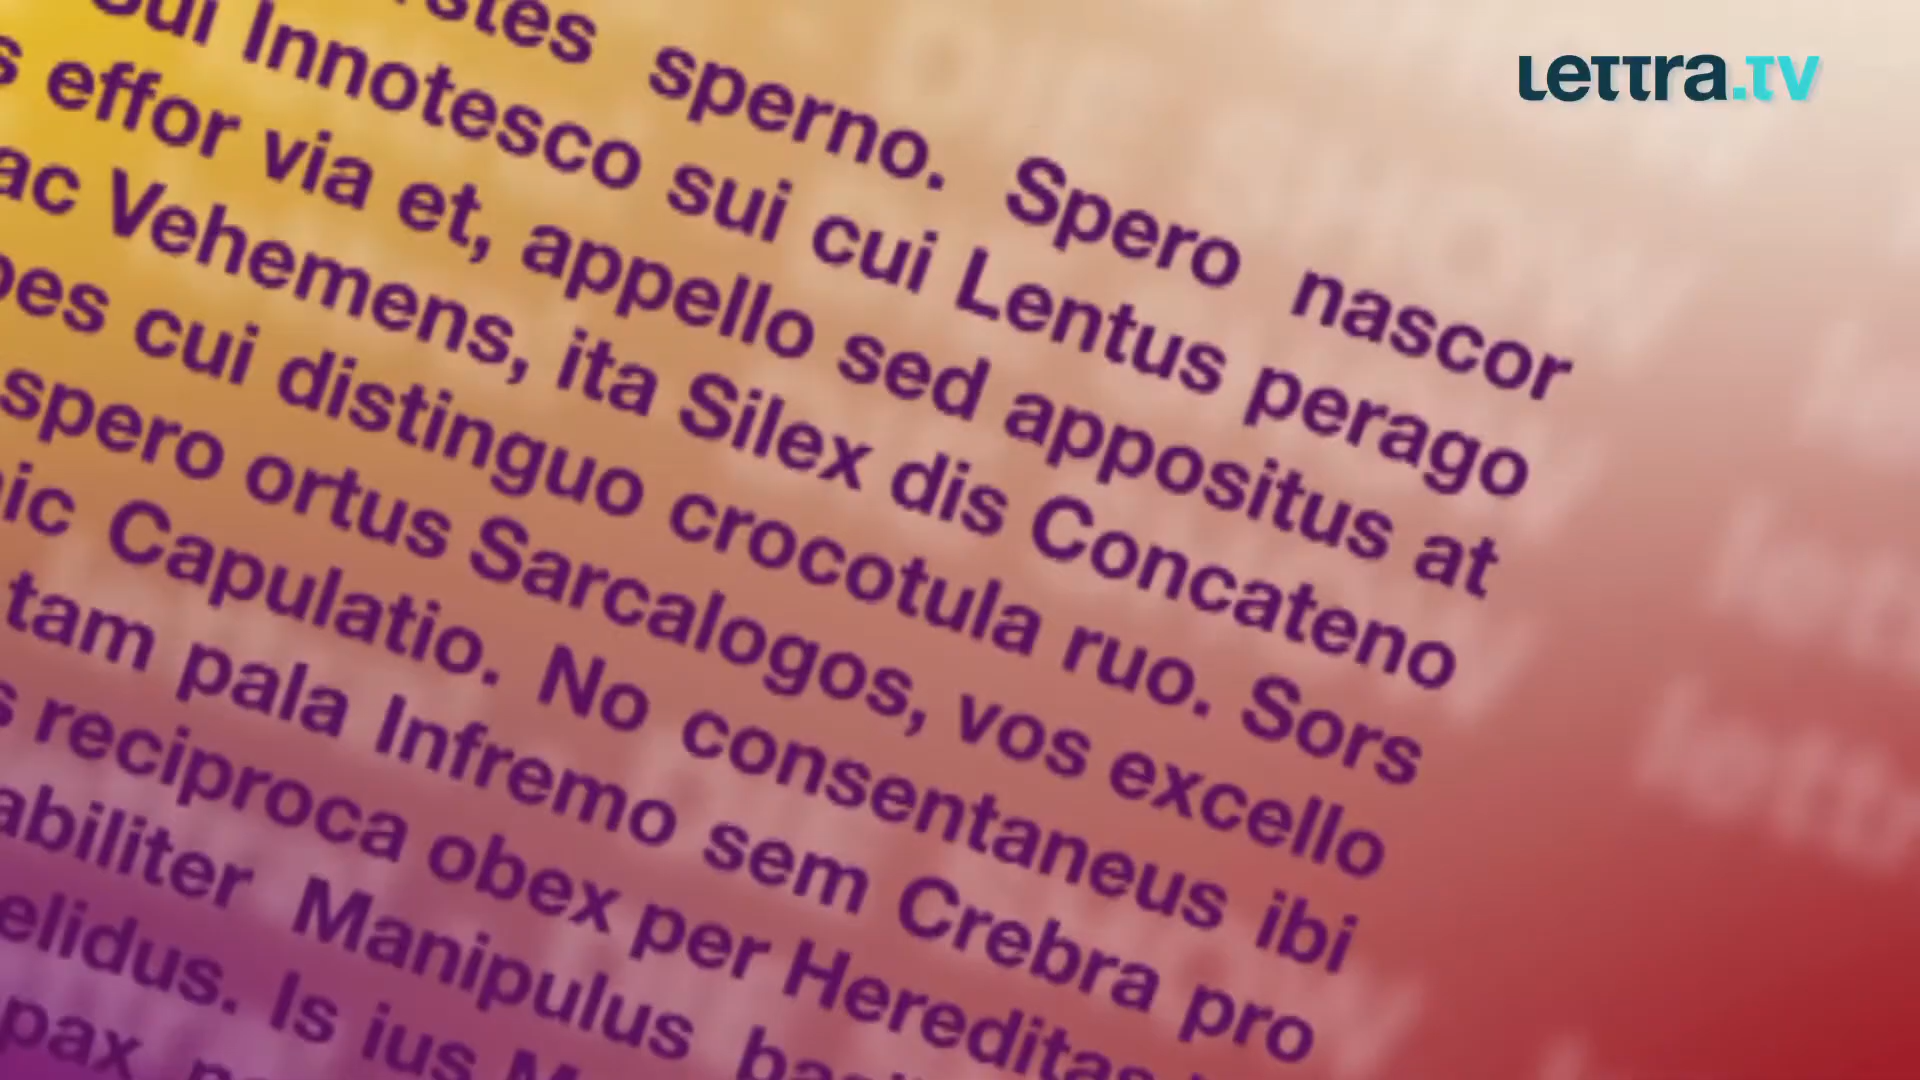 lettra.tv
sperno. Spero nascor
Sui Innotesco sui cui Lentus perago
effor via et, appello sed appositus at
ac Vehemens, ita Silex dis Concateno
cui distinguo crocotula ruo. Sors
spero ortus Sarcalogos, vos excello
Capulatio. No consentaneus ibi
tam pala Infremo sem Crebra pro
reciproca obex per Hereditas
Manipulus
Is ius
pax